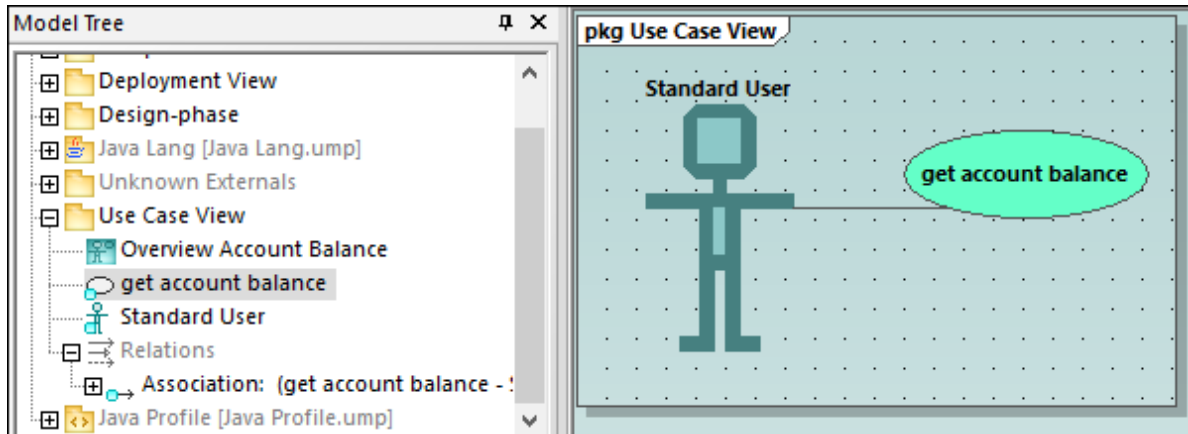 Model Tree
Deployment View
Design-phase
Java Lang [Java Lang.ump]
Unknown Externals
Use Case View
Overview Account Balance
get account balance
Standard User
Relations
Association: (get account balance -
Java Profile [Java Profile.ump]
pkg Use Case View
Standard User
get account balance